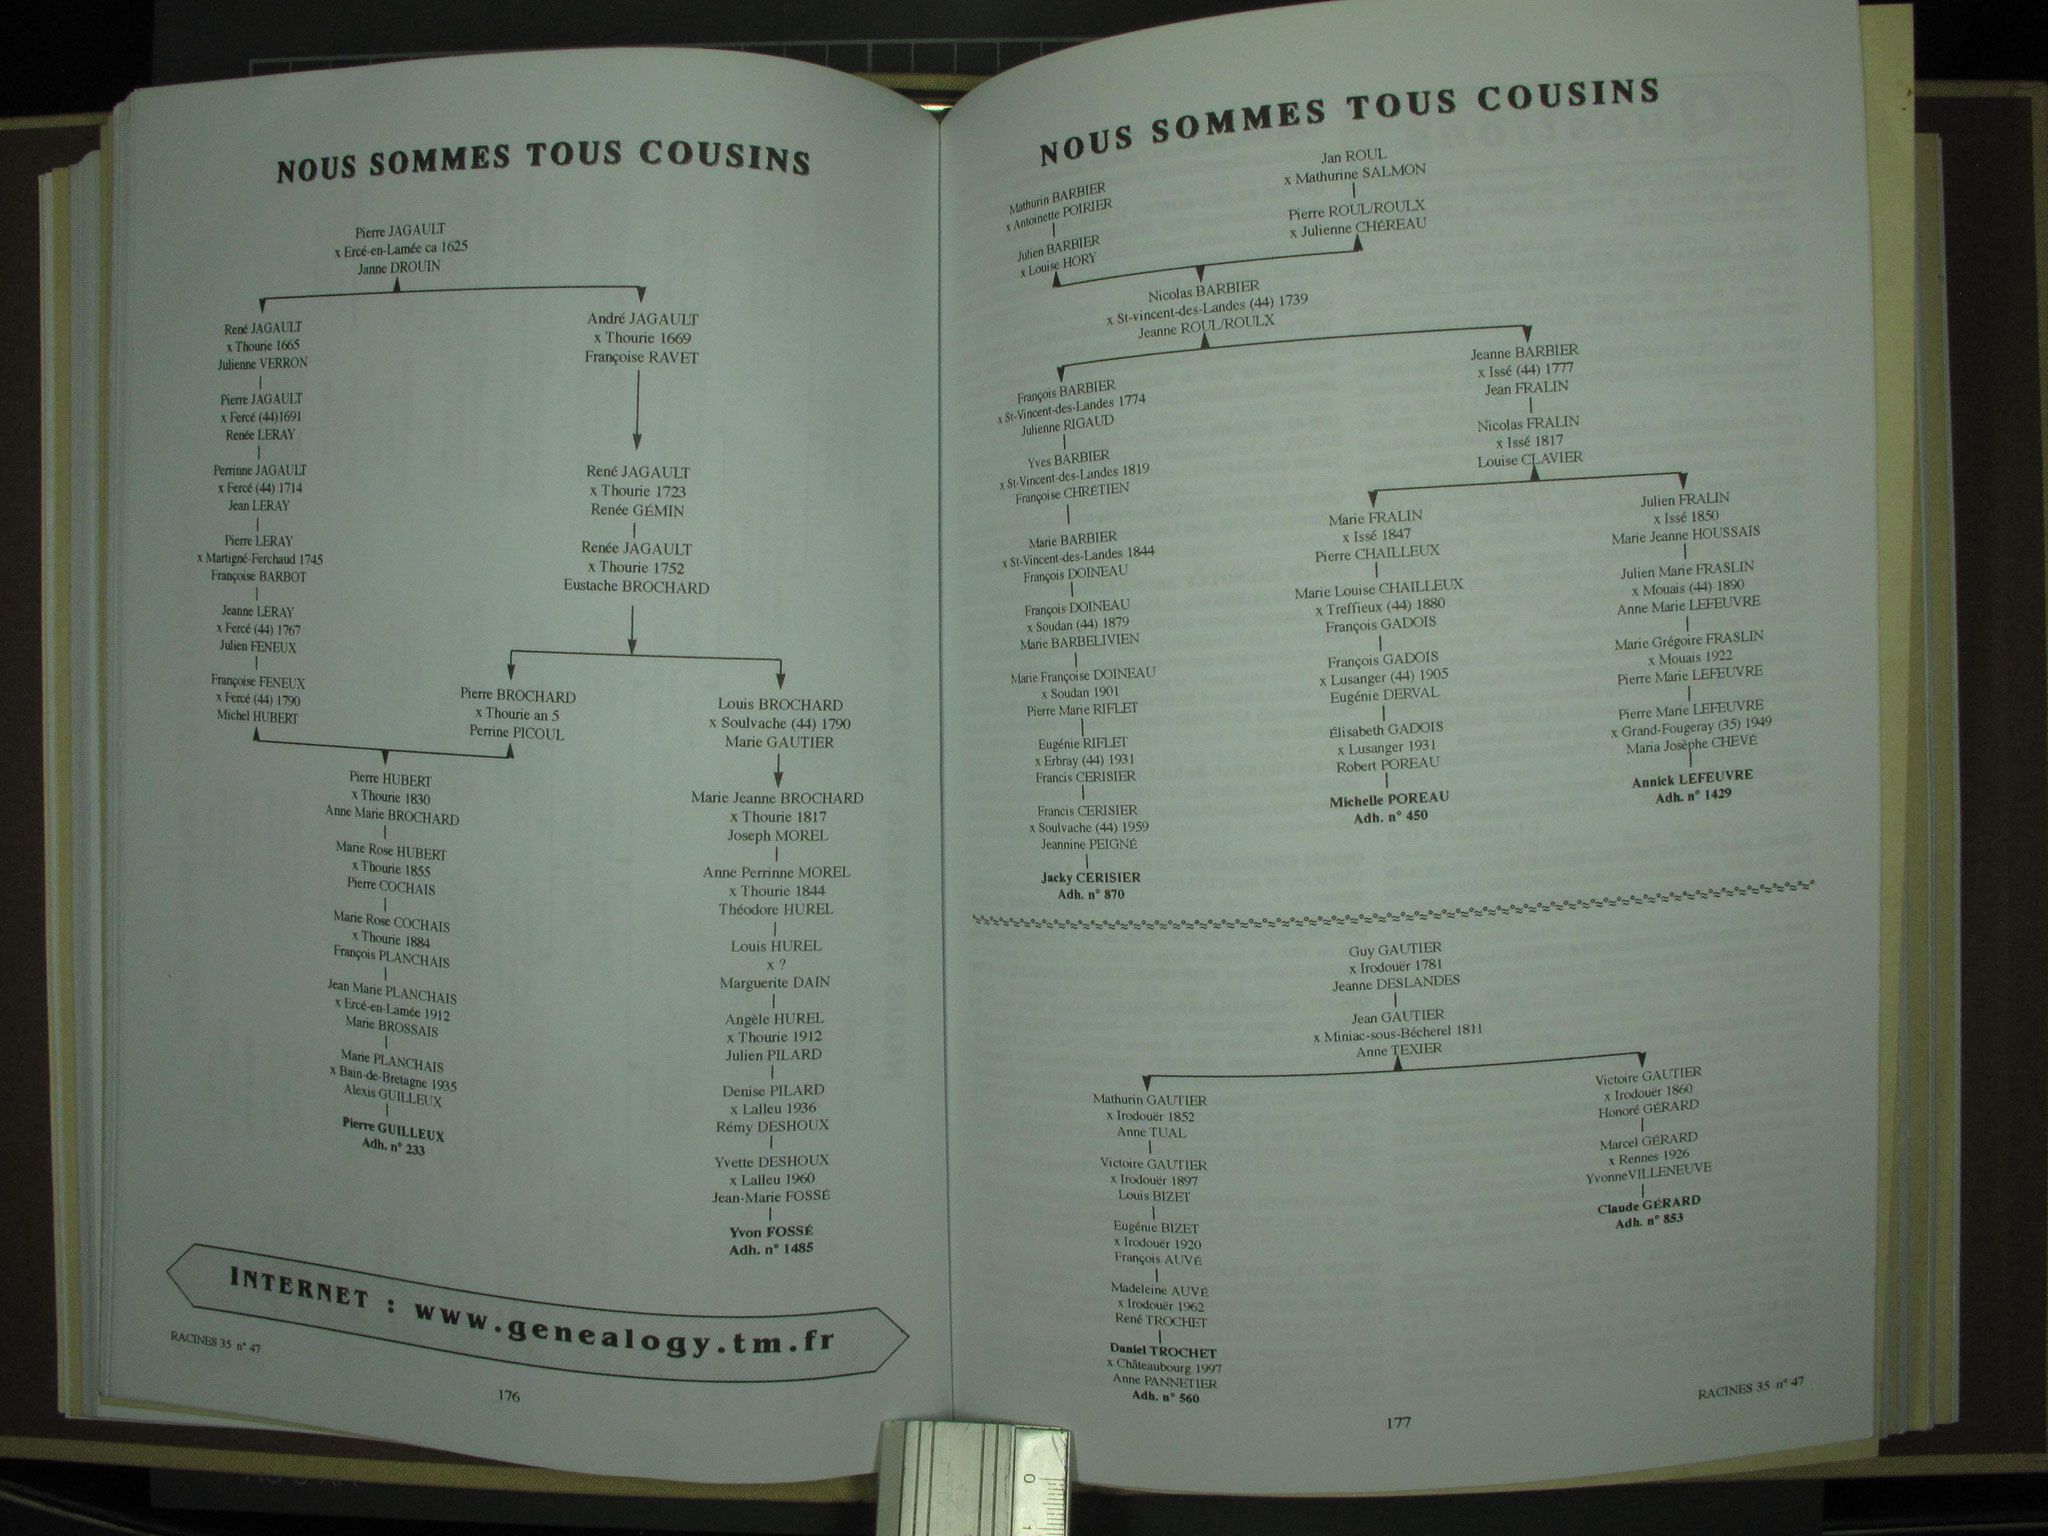 NOUS SOMMES TOUS COUSINS
Pierre JAGAULT
x Ercé-en-Lamée ca 1625
Janne DROUIN
René JAGAULT
x Thourie 1665
Julienne VERRON
Pierre JAGAULT
x Fercé (44)1691
Renée LERAY
Perrinne JAGAULT
x Fercé (44) 1714
Jean LERAY
Pierre LERAY
x Martigné-Ferchaud 1745
Françoise BARBOT
Jeanne LERAY
x Fercé (44) 1767
Julien FENEUX
Françoise FENEUX
x Fercé (44) 1790
Michel HUBERT
André JAGAULT
x Thourie 1669
Françoise RAVET
René JAGAULT
x Thourie 1723
Renée GÉMIN
Renée JAGAULT
x Thourie 1752
Eustache BROCHARD
Pierre BROCHARD
x Thourie an 5
Perrine PICOUL
Pierre HUBERT
x Thourie 1830
Anne Marie BROCHARD
Marie Rose HUBERT
x Thourie 1855
Pierre COCHAIS
Marie Rose COCHAIS
x Thourie 1884
François PLANCHAIS
Jean Marie PLANCHAIS
x Ercé-en-Lamée 1912
Marie BROSSAIS
Marie PLANCHAIS
x Bain-de-Bretagne 1935
Alexis GUILLEUX
Pierre GUILLEUX
Adh. n° 233
Louis BROCHARD
x Soulvache (44) 1790
Marie GAUTIER
Marie Jeanne BROCHARD
x Thourie 1817
Joseph MOREL
Anne Perrinne MOREL
x Thourie 1844
Théodore HUREL
Louis HUREL
x ?
Marguerite DAIN
Angèle HUREL
x Thourie 1912
Julien PILARD
Denise PILARD
x Lalleu 1936
Rémy DESHOUX
Yvette DESHOUX
x Lalleu 1960
Jean-Marie FOSSÉ
Yvon FOSSÉ
Adh. n° 1485
INTERNET : www.genealogy.tm.fr
RACINES 35 n° 47
176
NOUS SOMMES TOUS COUSINS
Mathurin BARBIER
x Antoinette POIRIER
Julien BARBIER
x Louise HORY
Jan ROUL
x Mathurine SALMON
Pierre ROUL/ROULX
x Julienne CHÉREAU
Nicolas BARBIER
x St-vincent-des-Landes (44) 1739
Jeanne ROUL/ROULX
François BARBIER
x St-Vincent-des-Landes 1774
Julienne RIGAUD
Yves BARBIER
x St-Vincent-des-Landes 1819
Françoise CHRÉTIEN
Marie BARBIER
x St-Vincent-des-Landes 1844
François DOINEAU
François DOINEAU
x Soudan (44) 1879
Marie BARBELIVIEN
Marie Françoise DOINEAU
x Soudan 1901
Pierre Marie RIFLET
Eugénie RIFLET
x Erbray (44) 1931
Francis CERISIER
Francis CERISIER
x Soulvache (44) 1959
Jeannine PEIGNÉ
Jacky CERISIER
Adh. n° 870
Jeanne BARBIER
x Issé (44) 1777
Jean FRALIN
Nicolas FRALIN
x Issé 1817
Louise CLAVIER
Marie FRALIN
x Issé 1847
Pierre CHAILLEUX
Marie Louise CHAILLEUX
x Treffieux (44) 1880
François GADOIS
François GADOIS
x Lusanger (44) 1905
Eugénie DERVAL
Élisabeth GADOIS
x Lusanger 1931
Robert POREAU
Michelle POREAU
Adh. n° 450
Julien FRALIN
x Issé 1850
Marie Jeanne HOUSSAIS
Julien Marie FRASLIN
x Mouais (44) 1890
Anne Marie LEFEUVRE
Marie Grégoire FRASLIN
x Mouais 1922
Pierre Marie LEFEUVRE
Pierre Marie LEFEUVRE
x Grand-Fougeray (35) 1949
Maria Josèphe CHEVÉ
Annick LEFEUVRE
Adh. n° 1429
Guy GAUTIER
x Irodouër 1781
Jeanne DESLANDES
Jean GAUTIER
x Miniac-sous-Bécherel 1811
Anne TEXIER
Mathurin GAUTIER
x Irodouër 1852
Anne TUAL
Victoire GAUTIER
x Irodouër 1897
Louis BIZET
Eugénie BIZET
x Irodouër 1920
François AUVÉ
Madeleine AUVÉ
x Irodouër 1962
René TROCHET
Daniel TROCHET
x Châteaubourg 1997
Anne PANNETIER
Adh. n° 560
Victoire GAUTIER
x Irodouër 1860
Honoré GÉRARD
Marcel GÉRARD
x Rennes 1926
YvonneVILLENEUVE
Claude GÉRARD
Adh. n° 853
RACINES 35 n° 47
177
0